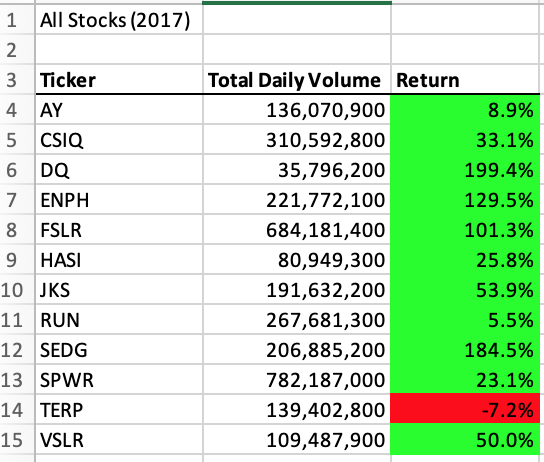 1 All Stocks (2017)
2
3 Ticker Total Daily Volume Return
4 AY 136,070,900 8.9%
5 CSIQ 310,592,800 33.1%
6 DQ 35,796,200 199.4%
7 ENPH 221,772,100 129.5%
8 FSLR 684,181,400 101.3%
9 HASI 80,949,300 25.8%
10 JKS 191,632,200 53.9%
11 RUN 267,681,300 5.5%
12 SEDG 206,885,200 184.5%
13 SPWR 782,187,000 23.1%
14 TERP 139,402,800 -7.2%
15 VSLR 109,487,900 50.0%